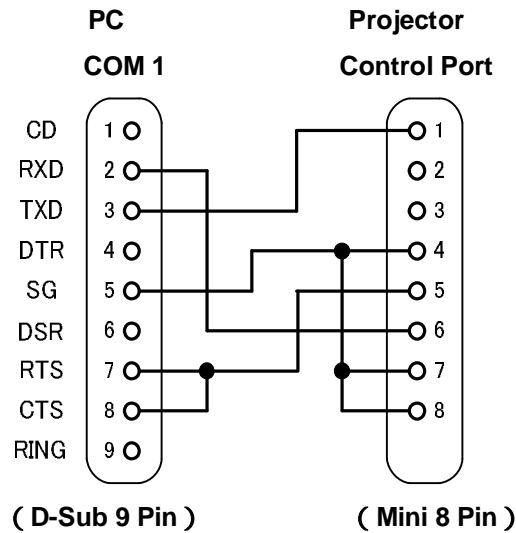 PC Projector
COM 1 Control Port
CD 1 1
RXD 2 2
TXD 3 3
DTR 4 4
SG 5 5
DSR 6 6
RTS 7 7
CTS 8 8
RING 9
( D-Sub 9 Pin ) ( Mini 8 Pin )